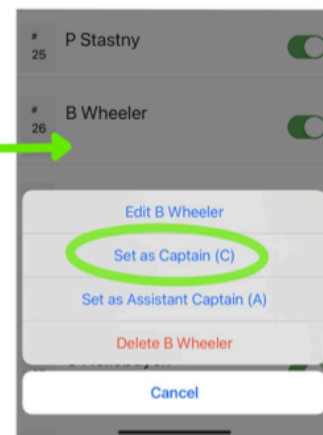 # P Stastny
25
# B Wheeler
26
Edit B Wheeler
Set as Captain (C)
Set as Assistant Captain (A)
Delete B Wheeler
Cancel